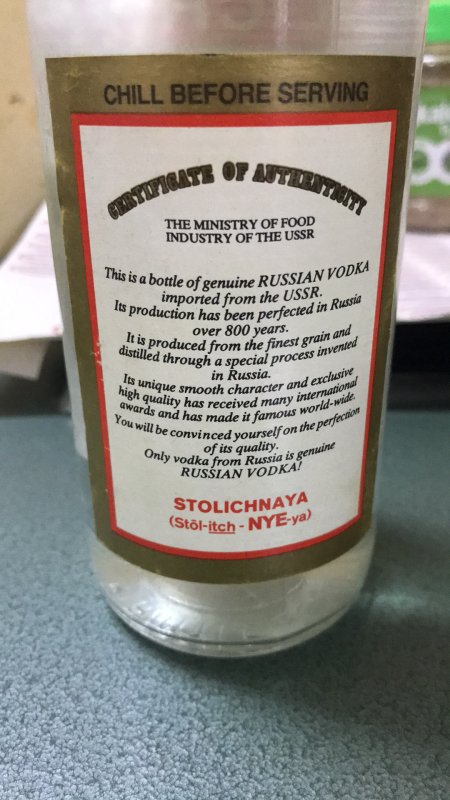 CHILL BEFORE SERVING
CERTIFICATE OF AUTHENTICITY
THE MINISTRY OF FOOD
INDUSTRY OF THE USSR
This is a bottle of genuine RUSSIAN VODKA
imported from the USSR.
Its production has been perfected in Russia
over 800 years.
It is produced from the finest grain and
distilled through a special process invented
in Russia.
Its unique smooth character and exclusive
high quality has received many international
awards and has made it famous world-wide.
You will be convinced yourself on the perfection
of its quality.
Only vodka from Russia is genuine
RUSSIAN VODKA!
STOLICHNAYA
(Stōl-itch - NYE-ya)